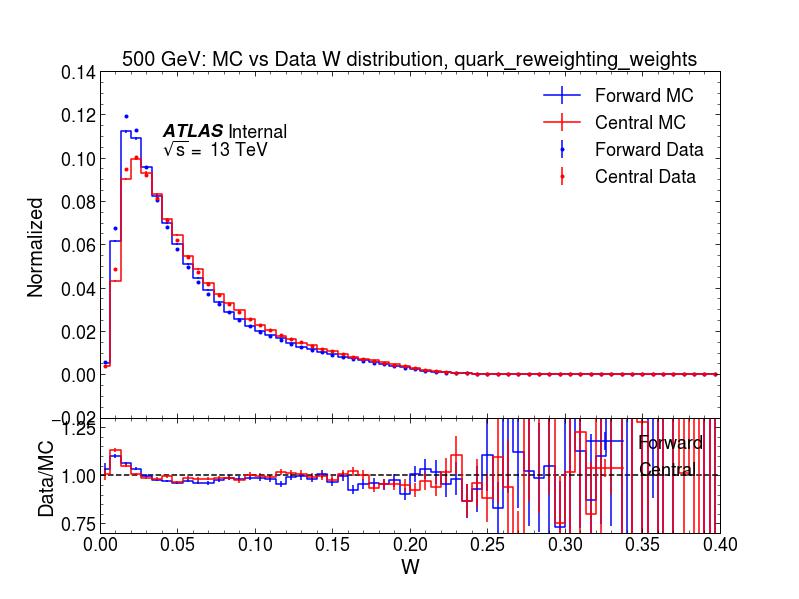 500 GeV: MC vs Data W distribution, quark_reweighting_weights
0.14
0.12
0.10
0.08
0.06
0.04
0.02
0.00
−0.02
Normalized
ATLAS Internal
√s = 13 TeV
Forward MC
Central MC
Forward Data
Central Data
1.25
1.00
0.75
Data/MC
Forward
Central
0.00 0.05 0.10 0.15 0.20 0.25 0.30 0.35 0.40
W